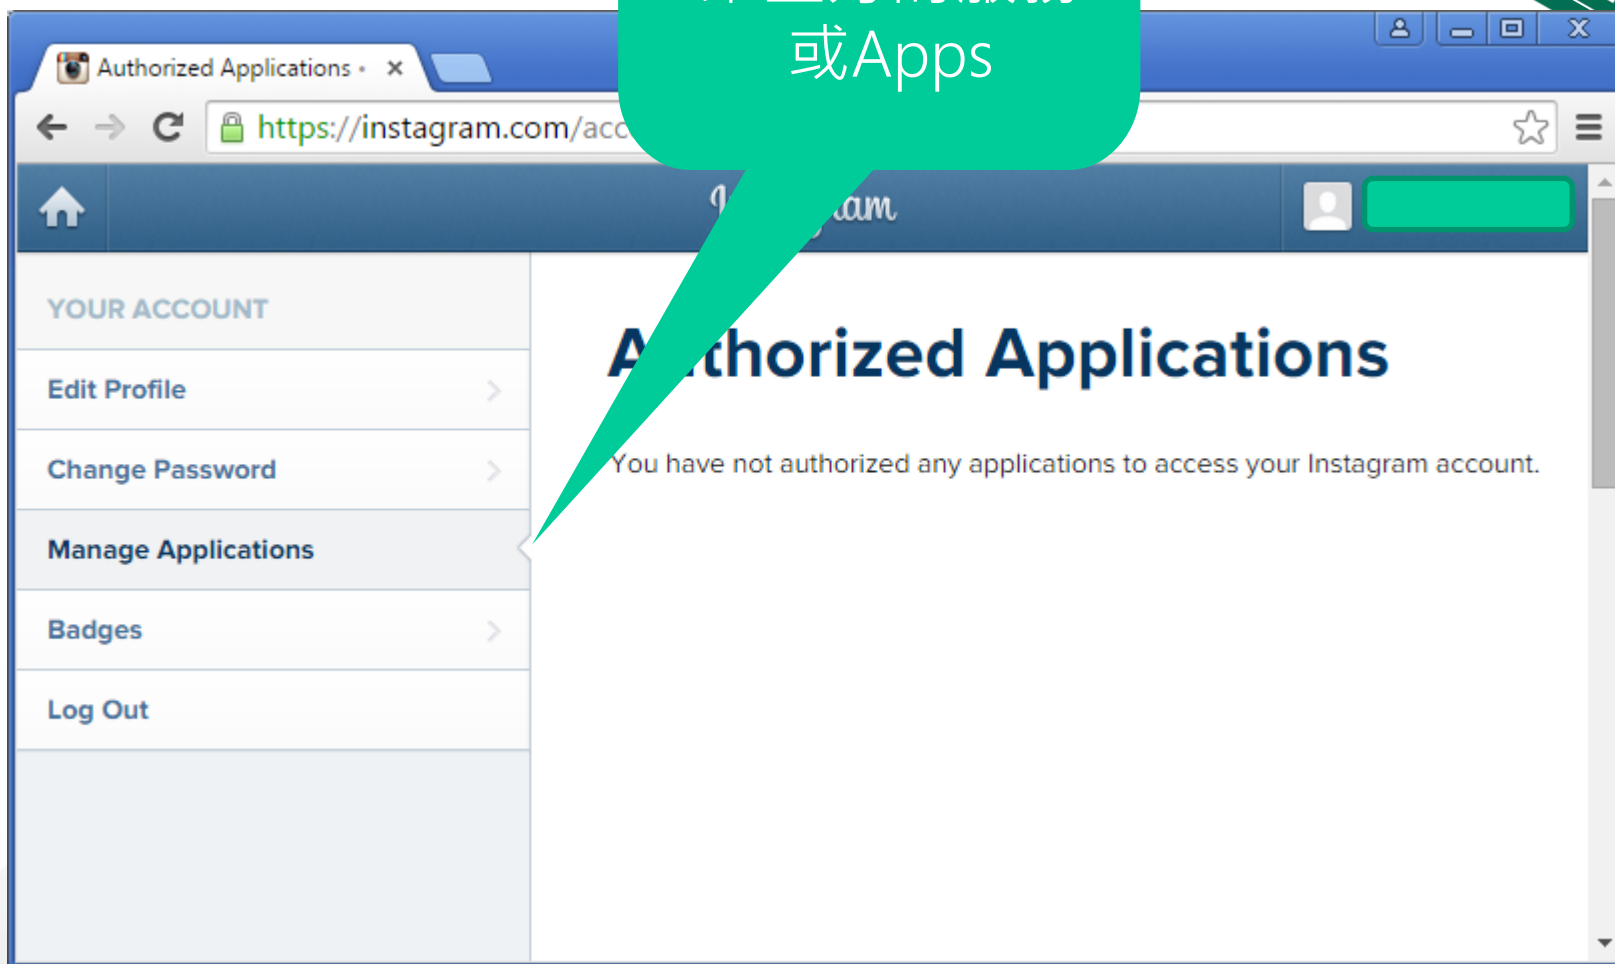 或Apps
Authorized Applications •
https://instagram.com/acc
YOUR ACCOUNT
Edit Profile
Change Password
Manage Applications
Badges
Log Out
Authorized Applications
You have not authorized any applications to access your Instagram account.